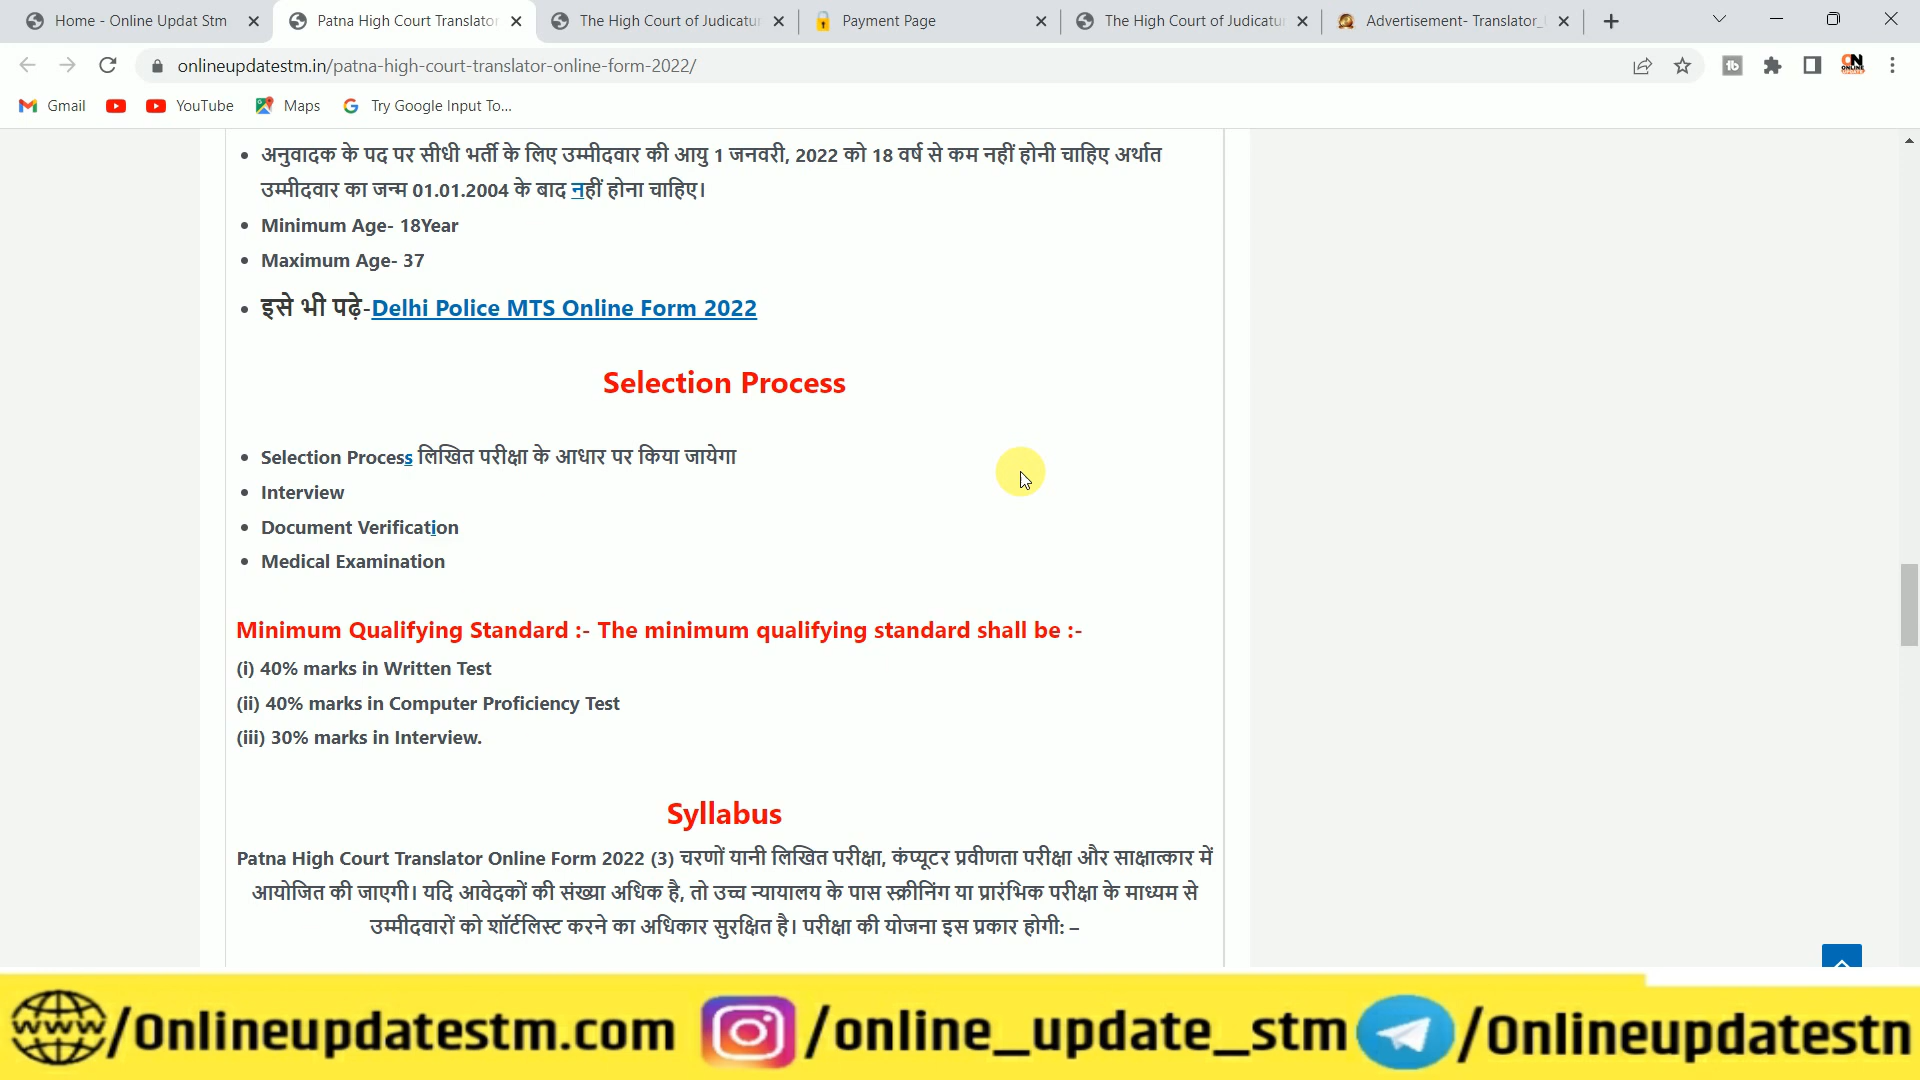 Home - Online Updat Stm
Patna High Court Translator
The High Court of Judicatu
Payment Page
The High Court of Judicatu
Advertisement- Translator_
onlineupdatestm.in/patna-high-court-translator-online-form-2022/
Gmail
YouTube
Maps
Try Google Input To...
• अनुवादक के पद पर सीधी भर्ती के लिए उम्मीदवार की आयु 1 जनवरी, 2022 को 18 वर्ष से कम नहीं होनी चाहिए अर्थात
उम्मीदवार का जन्म 01.01.2004 के बाद नहीं होना चाहिए।
• Minimum Age- 18Year
• Maximum Age- 37
• इसे भी पढ़े-Delhi Police MTS Online Form 2022
Selection Process
• Selection Process लिखित परीक्षा के आधार पर किया जायेगा
• Interview
• Document Verification
• Medical Examination
Minimum Qualifying Standard :- The minimum qualifying standard shall be :-
(i) 40% marks in Written Test
(ii) 40% marks in Computer Proficiency Test
(iii) 30% marks in Interview.
Syllabus
Patna High Court Translator Online Form 2022 (3) चरणों यानी लिखित परीक्षा, कंप्यूटर प्रवीणता परीक्षा और साक्षात्कार में
आयोजित की जाएगी। यदि आवेदकों की संख्या अधिक है, तो उच्च न्यायालय के पास स्क्रीनिंग या प्रारंभिक परीक्षा के माध्यम से
उम्मीदवारों को शॉर्टलिस्ट करने का अधिकार सुरक्षित है। परीक्षा की योजना इस प्रकार होगी: –
www/Onlineupdatestm.com /online_update_stm /Onlineupdatestn